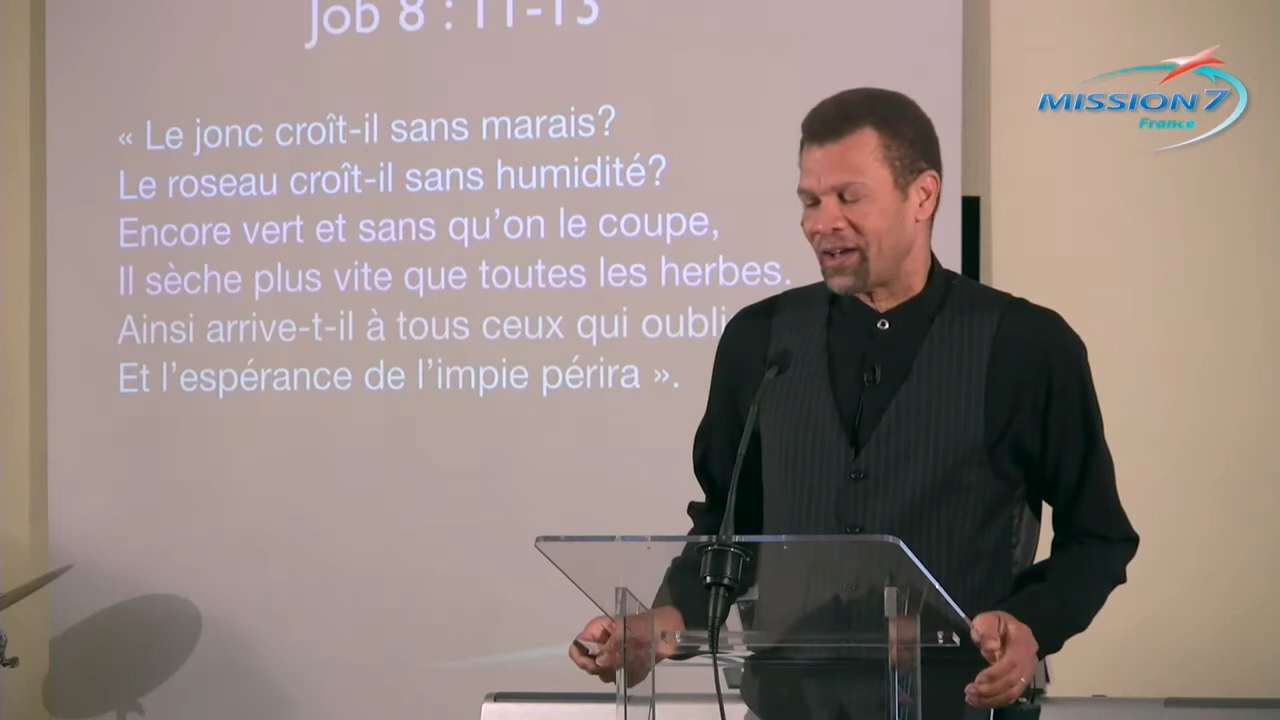 Job 8 : 11-13
« Le jonc croît-il sans marais?
Le roseau croît-il sans humidité?
Encore vert et sans qu’on le coupe,
Il sèche plus vite que toutes les herbes.
Ainsi arrive-t-il à tous ceux qui
Et l’espérance de l’impie périra ».
MISSION 7
France